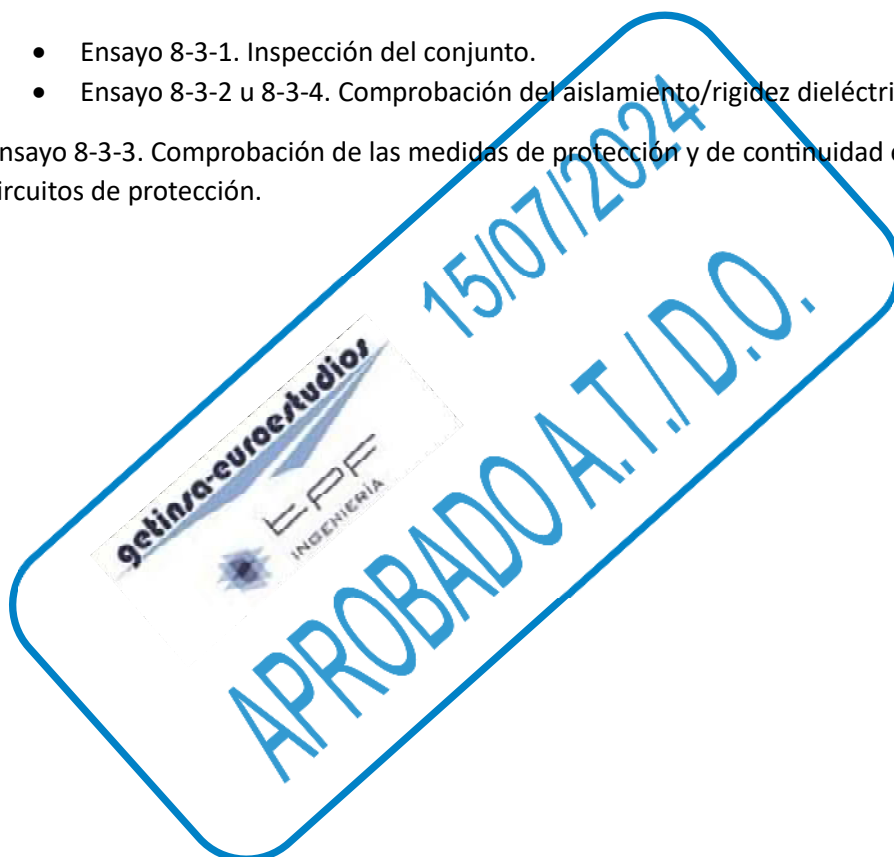 • Ensayo 8-3-1. Inspección del conjunto.
• Ensayo 8-3-2 u 8-3-4. Comprobación del aislamiento/rigidez dieléctri
nsayo 8-3-3. Comprobación de las medidas de protección y de continuidad
ircuitos de protección.
15/07/2024
getinsa-euroestudios
tpf
INGENIERÍA
APROBADO A.T./ D.O.